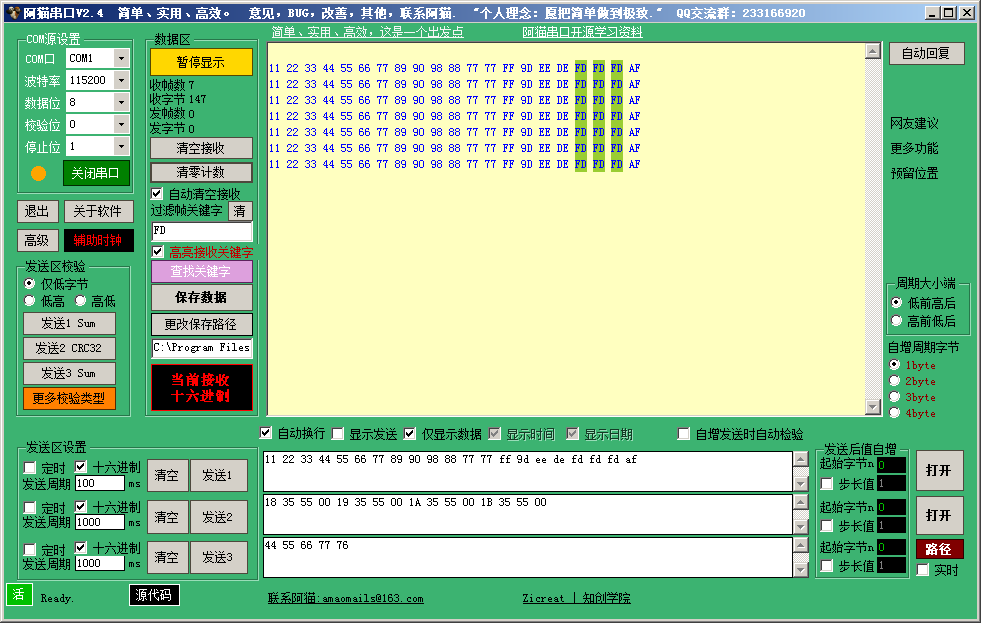 阿猫串口V2.4 简单、实用、高效。 意见，BUG，改善，其他，联系阿猫. "个人理念：愿把简单做到极致." QQ交流群：233166920
简单、实用、高效，这是一个出发点 阿猫串口开源学习资料
COM源设置
COM口 COM1
波特率 115200
数据位 8
校验位 0
停止位 1
关闭串口
退出 关于软件
高级 辅助时钟
发送区校验
仅低字节
低高 高低
发送1 Sum
发送2 CRC32
发送3 Sum
更多校验类型
数据区
暂停显示
收帧数 7
收字节 147
发帧数 0
发字节 0
清空接收
清零计数
自动清空接收
过滤帧关键字 清
FD
高亮接收关键字
查找关键字
保存数据
更改保存路径
C:\Program Files
当前接收
十六进制
11 22 33 44 55 66 77 89 90 98 88 77 77 FF 9D EE DE FD FD FD AF
11 22 33 44 55 66 77 89 90 98 88 77 77 FF 9D EE DE FD FD FD AF
11 22 33 44 55 66 77 89 90 98 88 77 77 FF 9D EE DE FD FD FD AF
11 22 33 44 55 66 77 89 90 98 88 77 77 FF 9D EE DE FD FD FD AF
11 22 33 44 55 66 77 89 90 98 88 77 77 FF 9D EE DE FD FD FD AF
11 22 33 44 55 66 77 89 90 98 88 77 77 FF 9D EE DE FD FD FD AF
11 22 33 44 55 66 77 89 90 98 88 77 77 FF 9D EE DE FD FD FD AF
自动回复
网友建议
更多功能
预留位置
周期大小端
低前高后
高前低后
自增周期字节
1byte
2byte
3byte
4byte
自动换行 显示发送 仅显示数据 显示时间 显示日期 自增发送时自动检验
发送区设置
定时 十六进制 清空 发送1
发送周期 100 ms
11 22 33 44 55 66 77 89 90 98 88 77 77 ff 9d ee de fd fd fd af
定时 十六进制 清空 发送2
发送周期 1000 ms
18 35 55 00 19 35 55 00 1A 35 55 00 1B 35 55 00
定时 十六进制 清空 发送3
发送周期 1000 ms
44 55 66 77 76
发送后值自增
起始字节n 0
步长值 1
起始字节n 0
步长值 1
起始字节n 0
步长值 1
打开
打开
路径
实时
活 Ready. 源代码 联系阿猫:amaomails@163.com Zicreat | 知创学院